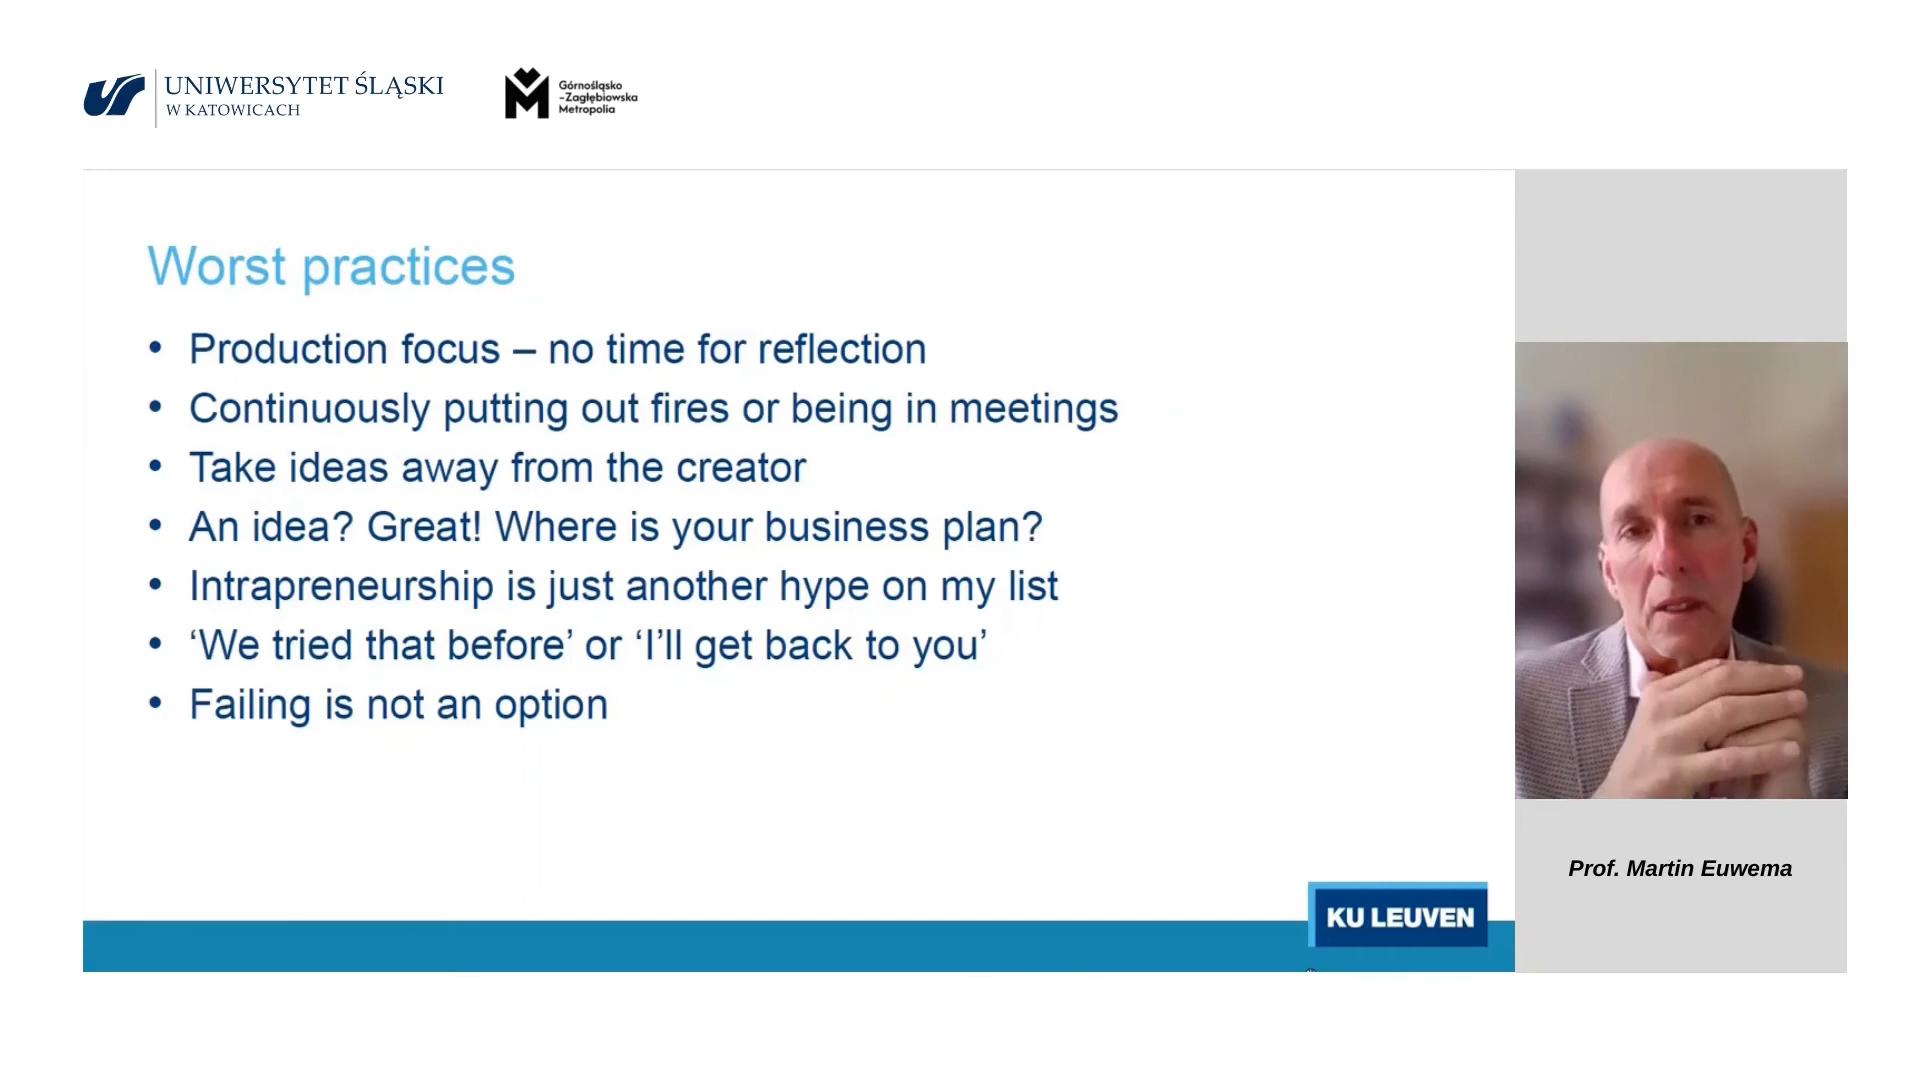 UNIWERSYTET ŚLĄSKI
W KATOWICACH
Górnośląsko
-Zagłębiowska
Metropolia
Worst practices
• Production focus – no time for reflection
• Continuously putting out fires or being in meetings
• Take ideas away from the creator
• An idea? Great! Where is your business plan?
• Intrapreneurship is just another hype on my list
• ‘We tried that before’ or ‘I’ll get back to you’
• Failing is not an option
Prof. Martin Euwema
KU LEUVEN